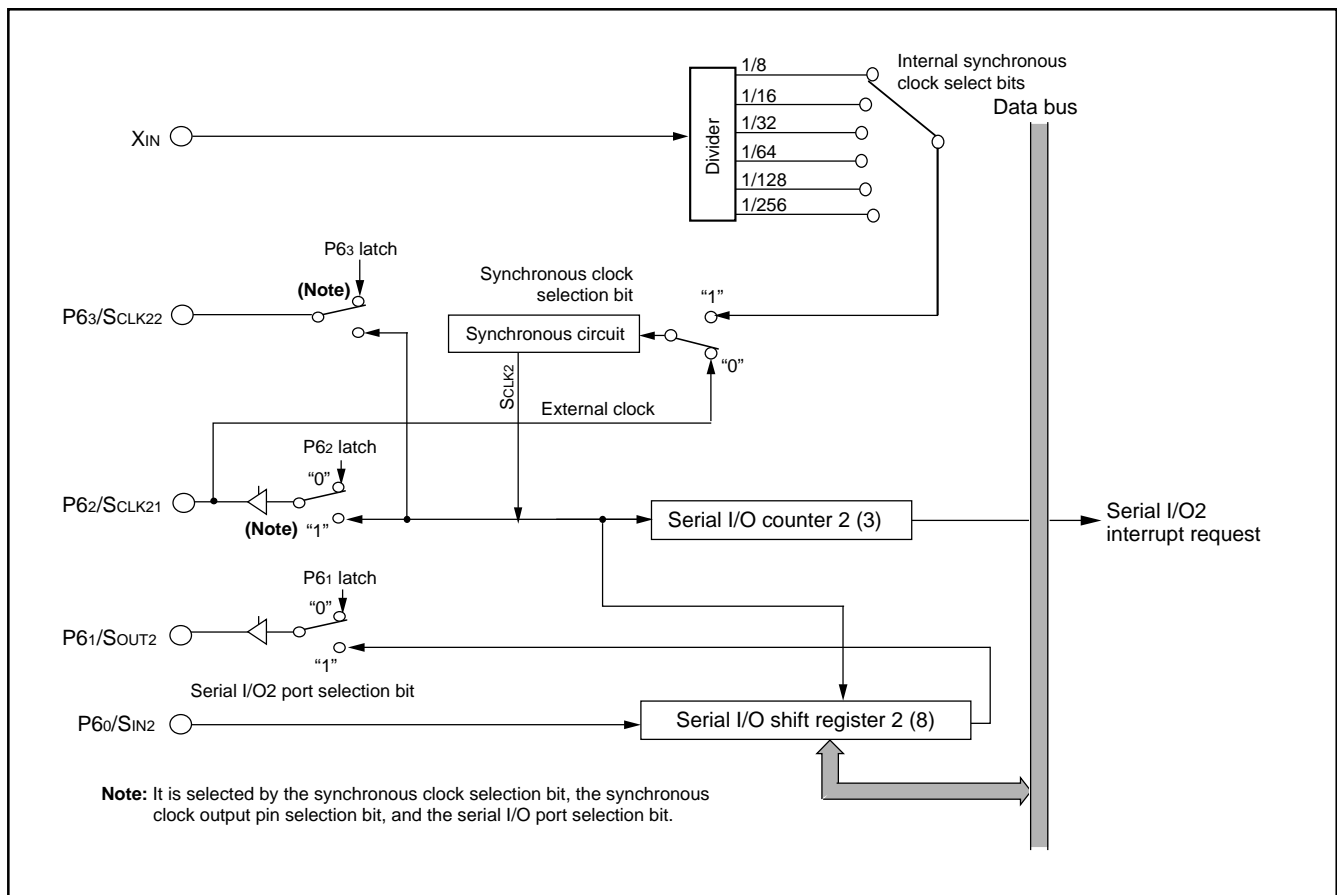 1/8
Internal synchronous
clock select bits
Data bus
1/16
1/32
XIN
Divider
1/64
1/128
1/256
P63 latch
(Note)
Synchronous clock
selection bit
“1”
P63/SCLK22
Synchronous circuit
“0”
SCLK2
External clock
P62 latch
“0”
P62/SCLK21
(Note)
“1”
Serial I/O counter 2 (3)
Serial I/O2
interrupt request
P61 latch
“0”
P61/SOUT2
“1”
Serial I/O2 port selection bit
P60/SIN2
Serial I/O shift register 2 (8)
Note: It is selected by the synchronous clock selection bit, the synchronous
clock output pin selection bit, and the serial I/O port selection bit.